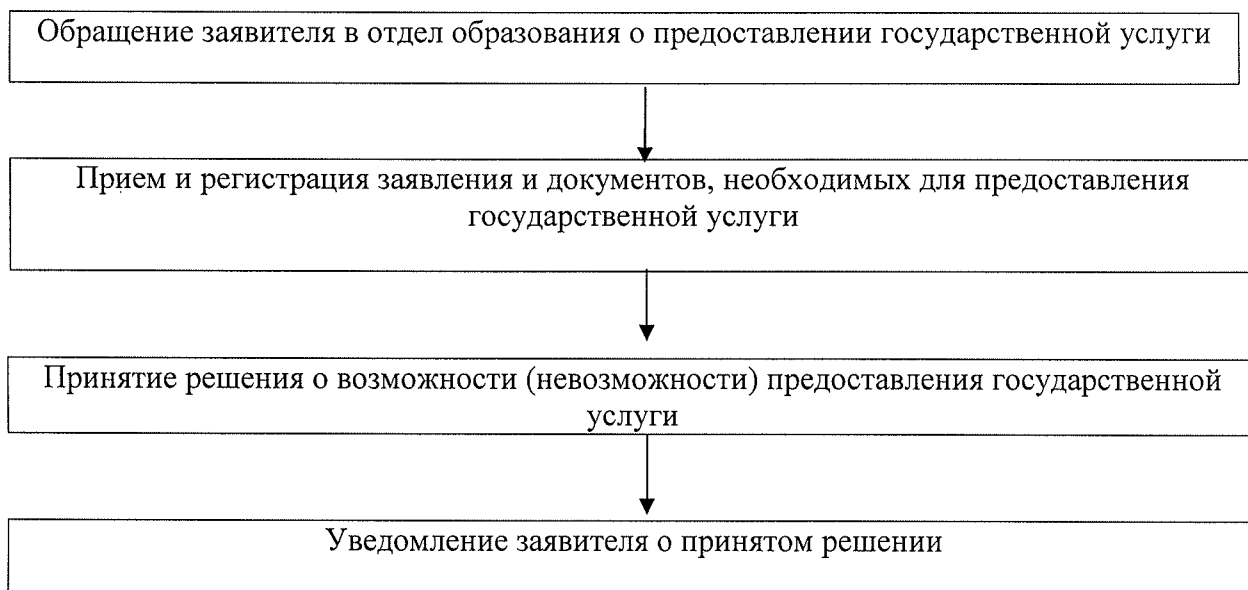 Обращение заявителя в отдел образования о предоставлении государственной услуги
Прием и регистрация заявления и документов, необходимых для предоставления
государственной услуги
Принятие решения о возможности (невозможности) предоставления государственной
услуги
Уведомление заявителя о принятом решении